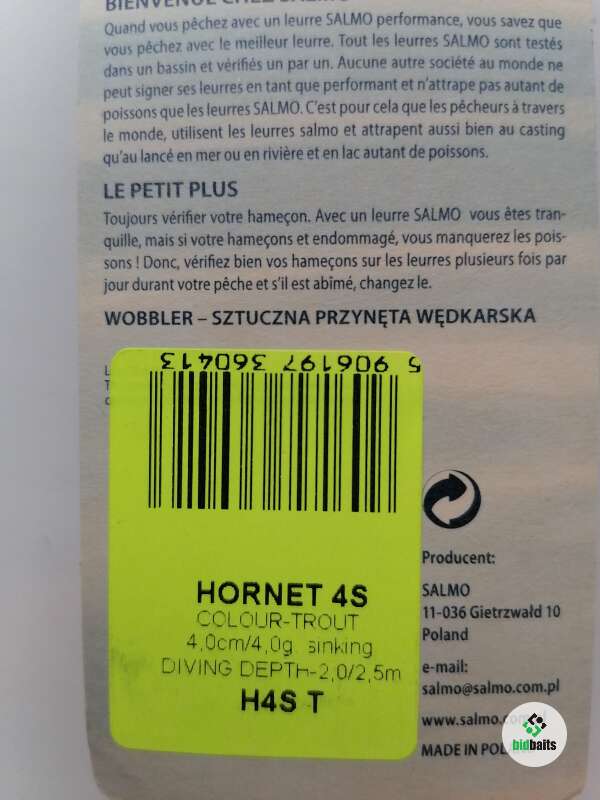 BIENVENUE CHEZ SALMO
Quand vous pêchez avec un leurre SALMO performance, vous savez que
vous pêchez avec le meilleur leurre. Tout les leurres SALMO sont testés
dans un bassin et vérifiés un par un. Aucune autre société au monde ne
peut signer ses leurres en tant que performant et n'attrape pas autant de
poissons que les leurres SALMO. C'est pour cela que les pêcheurs à travers
le monde, utilisent les leurres salmo et attrapent aussi bien au casting
qu'au lancé en mer ou en rivière et en lac autant de poissons.
LE PETIT PLUS
Toujours vérifier votre hameçon. Avec un leurre SALMO vous êtes tran-
quille, mais si votre hameçons et endommagé, vous manquerez les pois-
sons ! Donc, vérifiez bien vos hameçons sur les leurres plusieurs fois par
jour durant votre pêche et s'il est abîmé, changez le.
WOBBLER – SZTUCZNA PRZYNĘTA WĘDKARSKA
5 906197 360413
HORNET 4S
COLOUR-TROUT
4,0cm/4,0g sinking
DIVING DEPTH-2,0/2,5m
H4S T
Producent:
SALMO
11-036 Gietrzwałd 10
Poland
e-mail:
salmo@salmo.com.pl
www.salmo.com.pl
MADE IN POLAND
bidbaits